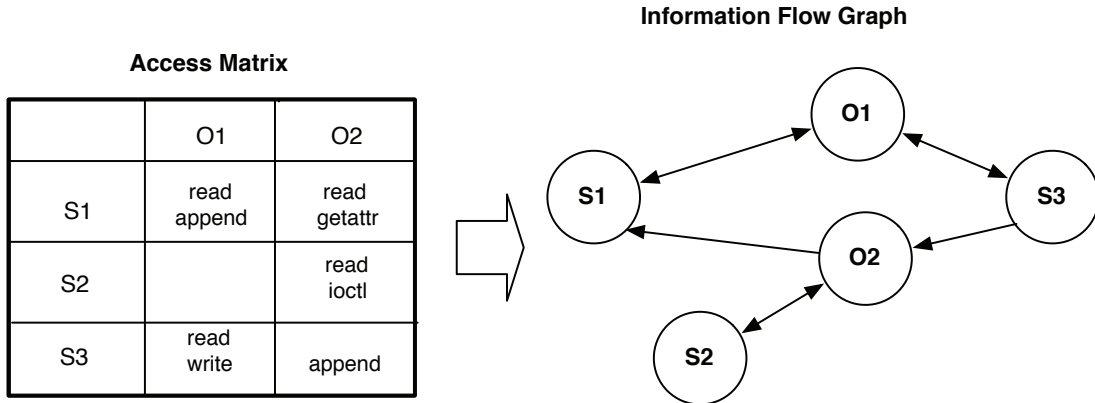 Information Flow Graph
Access Matrix
O1 O2
S1 read append read getattr
S2 read ioctl
S3 read write append
O1
S1
S3
O2
S2